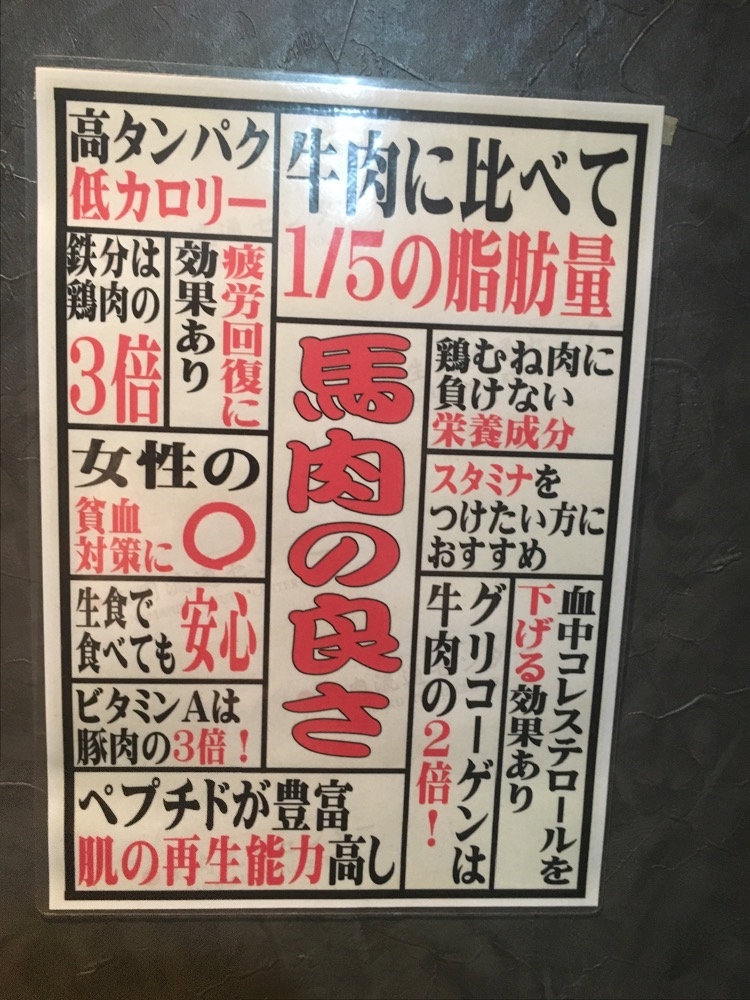 馬肉の良さ
牛肉に比べて
1/5の脂肪量
高タンパク
低カロリー
鉄分は
鶏肉の
3倍
疲労回復に
効果あり
鶏むね肉に
負けない
栄養成分
女性の
貧血
対策に
〇
スタミナを
つけたい方に
おすすめ
生食で
食べても
安心
血中コレステロールを
下げる効果あり
グリコーゲンは
牛肉の2倍!
ビタミンAは
豚肉の3倍!
ペプチドが豊富
肌の再生能力高し